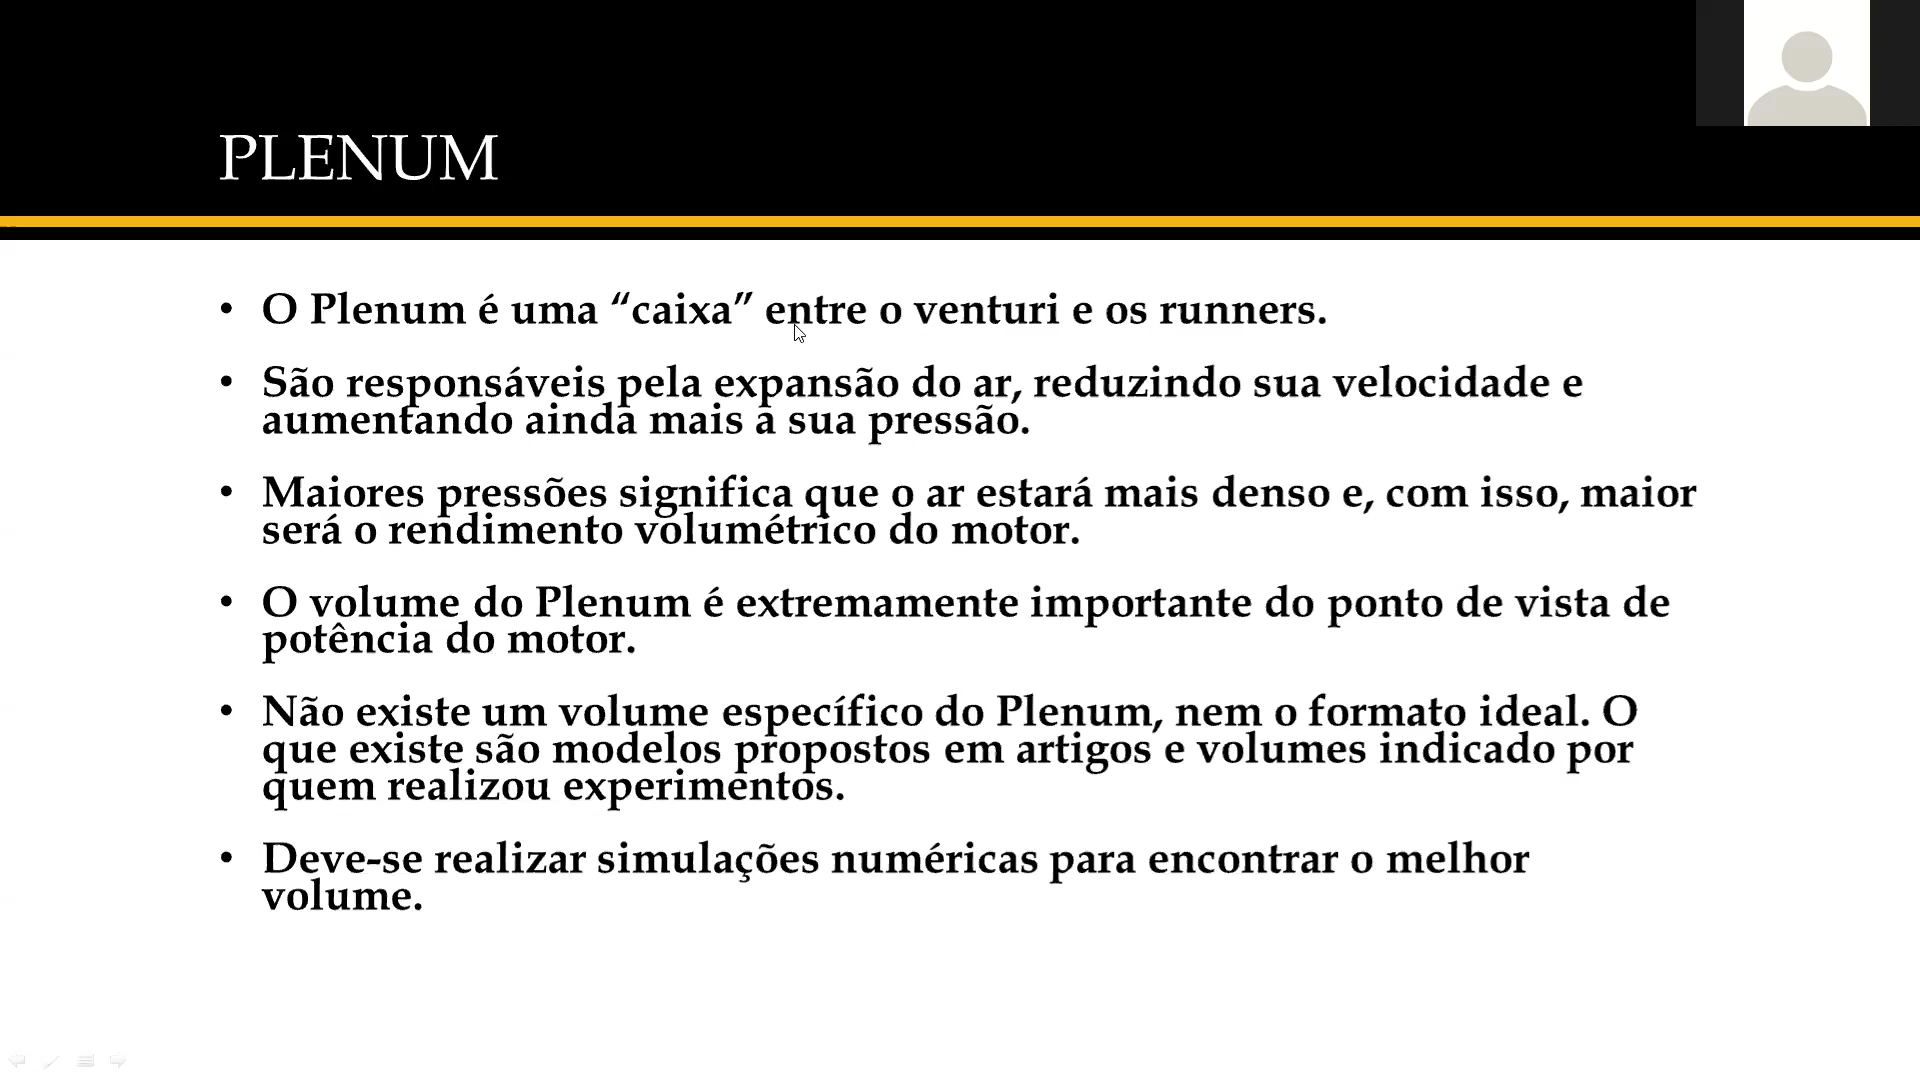 PLENUM
• O Plenum é uma “caixa” entre o venturi e os runners.
• São responsáveis pela expansão do ar, reduzindo sua velocidade e
aumentando ainda mais a sua pressão.
• Maiores pressões significa que o ar estará mais denso e, com isso, maior
será o rendimento volumétrico do motor.
• O volume do Plenum é extremamente importante do ponto de vista de
potência do motor.
• Não existe um volume específico do Plenum, nem o formato ideal. O
que existe são modelos propostos em artigos e volumes indicado por
quem realizou experimentos.
• Deve-se realizar simulações numéricas para encontrar o melhor
volume.